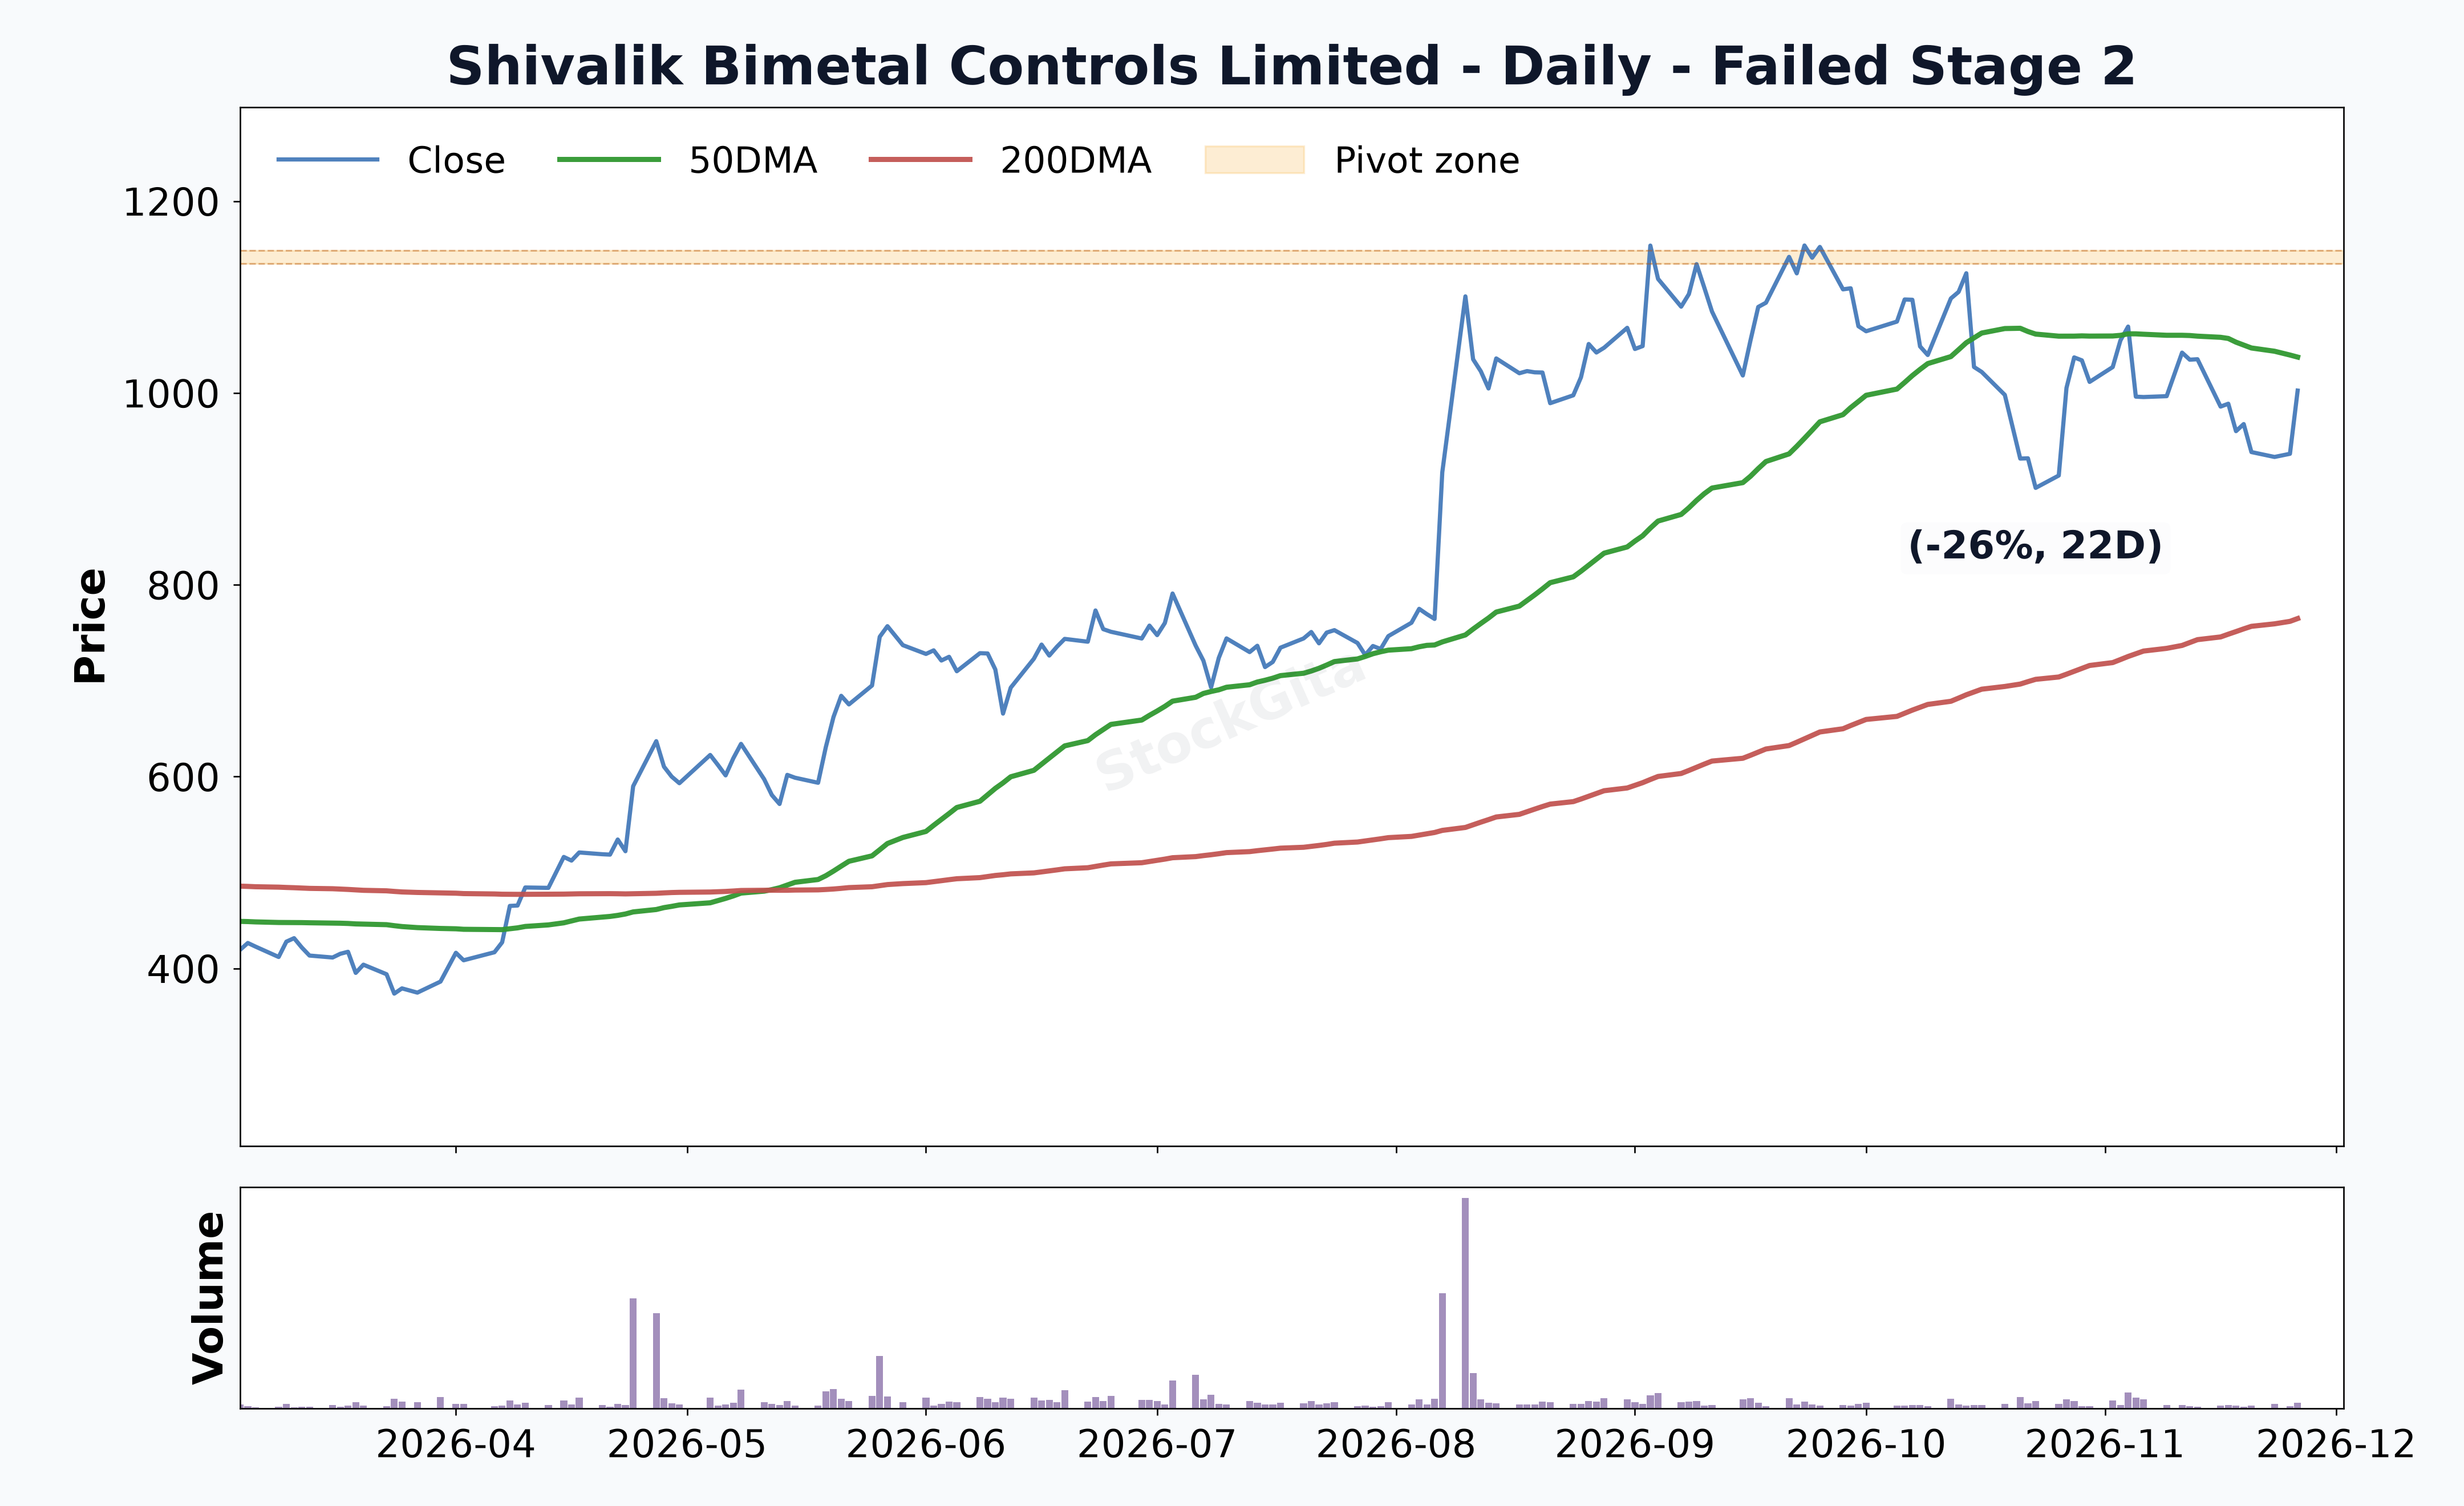 Shivalik Bimetal Controls Limited - Daily - Failed Stage 2
Close 50DMA 200DMA Pivot zone
1200
1000
800
600
400
Price
(-26%, 22D)
StockGita
Volume
2026-04 2026-05 2026-06 2026-07 2026-08 2026-09 2026-10 2026-11 2026-12